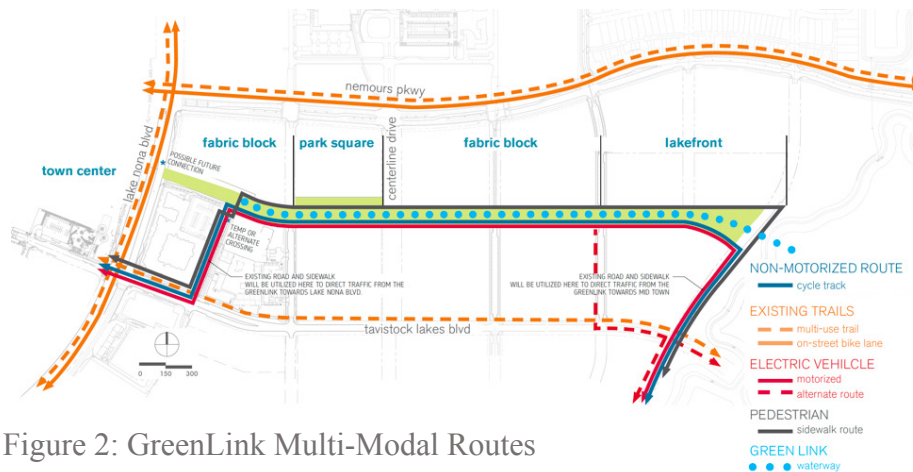 nemours pkwy
lake nona blvd
fabric block
park square
centerline drive
fabric block
lakefront
POSSIBLE FUTURE
CONNECTION
town center
TEMP OR
ALTERNATE
CROSSING
EXISTING ROAD AND SIDEWALK
WILL BE UTILIZED HERE TO DIRECT TRAFFIC FROM THE
GREENLINK TOWARDS LAKE NONA BLVD.
EXISTING ROAD AND SIDEWALK
WILL BE UTILIZED HERE TO DIRECT TRAFFIC FROM THE
GREENLINK TOWARDS MID TOWN
tavistock lakes blvd
0 150 300
NON-MOTORIZED ROUTE
cycle track
EXISTING TRAILS
multi-use trail
on-street bike lane
ELECTRIC VEHILCLE
motorized
alternate route
PEDESTRIAN
sidewalk route
GREEN LINK
waterway
Figure 2: GreenLink Multi-Modal Routes